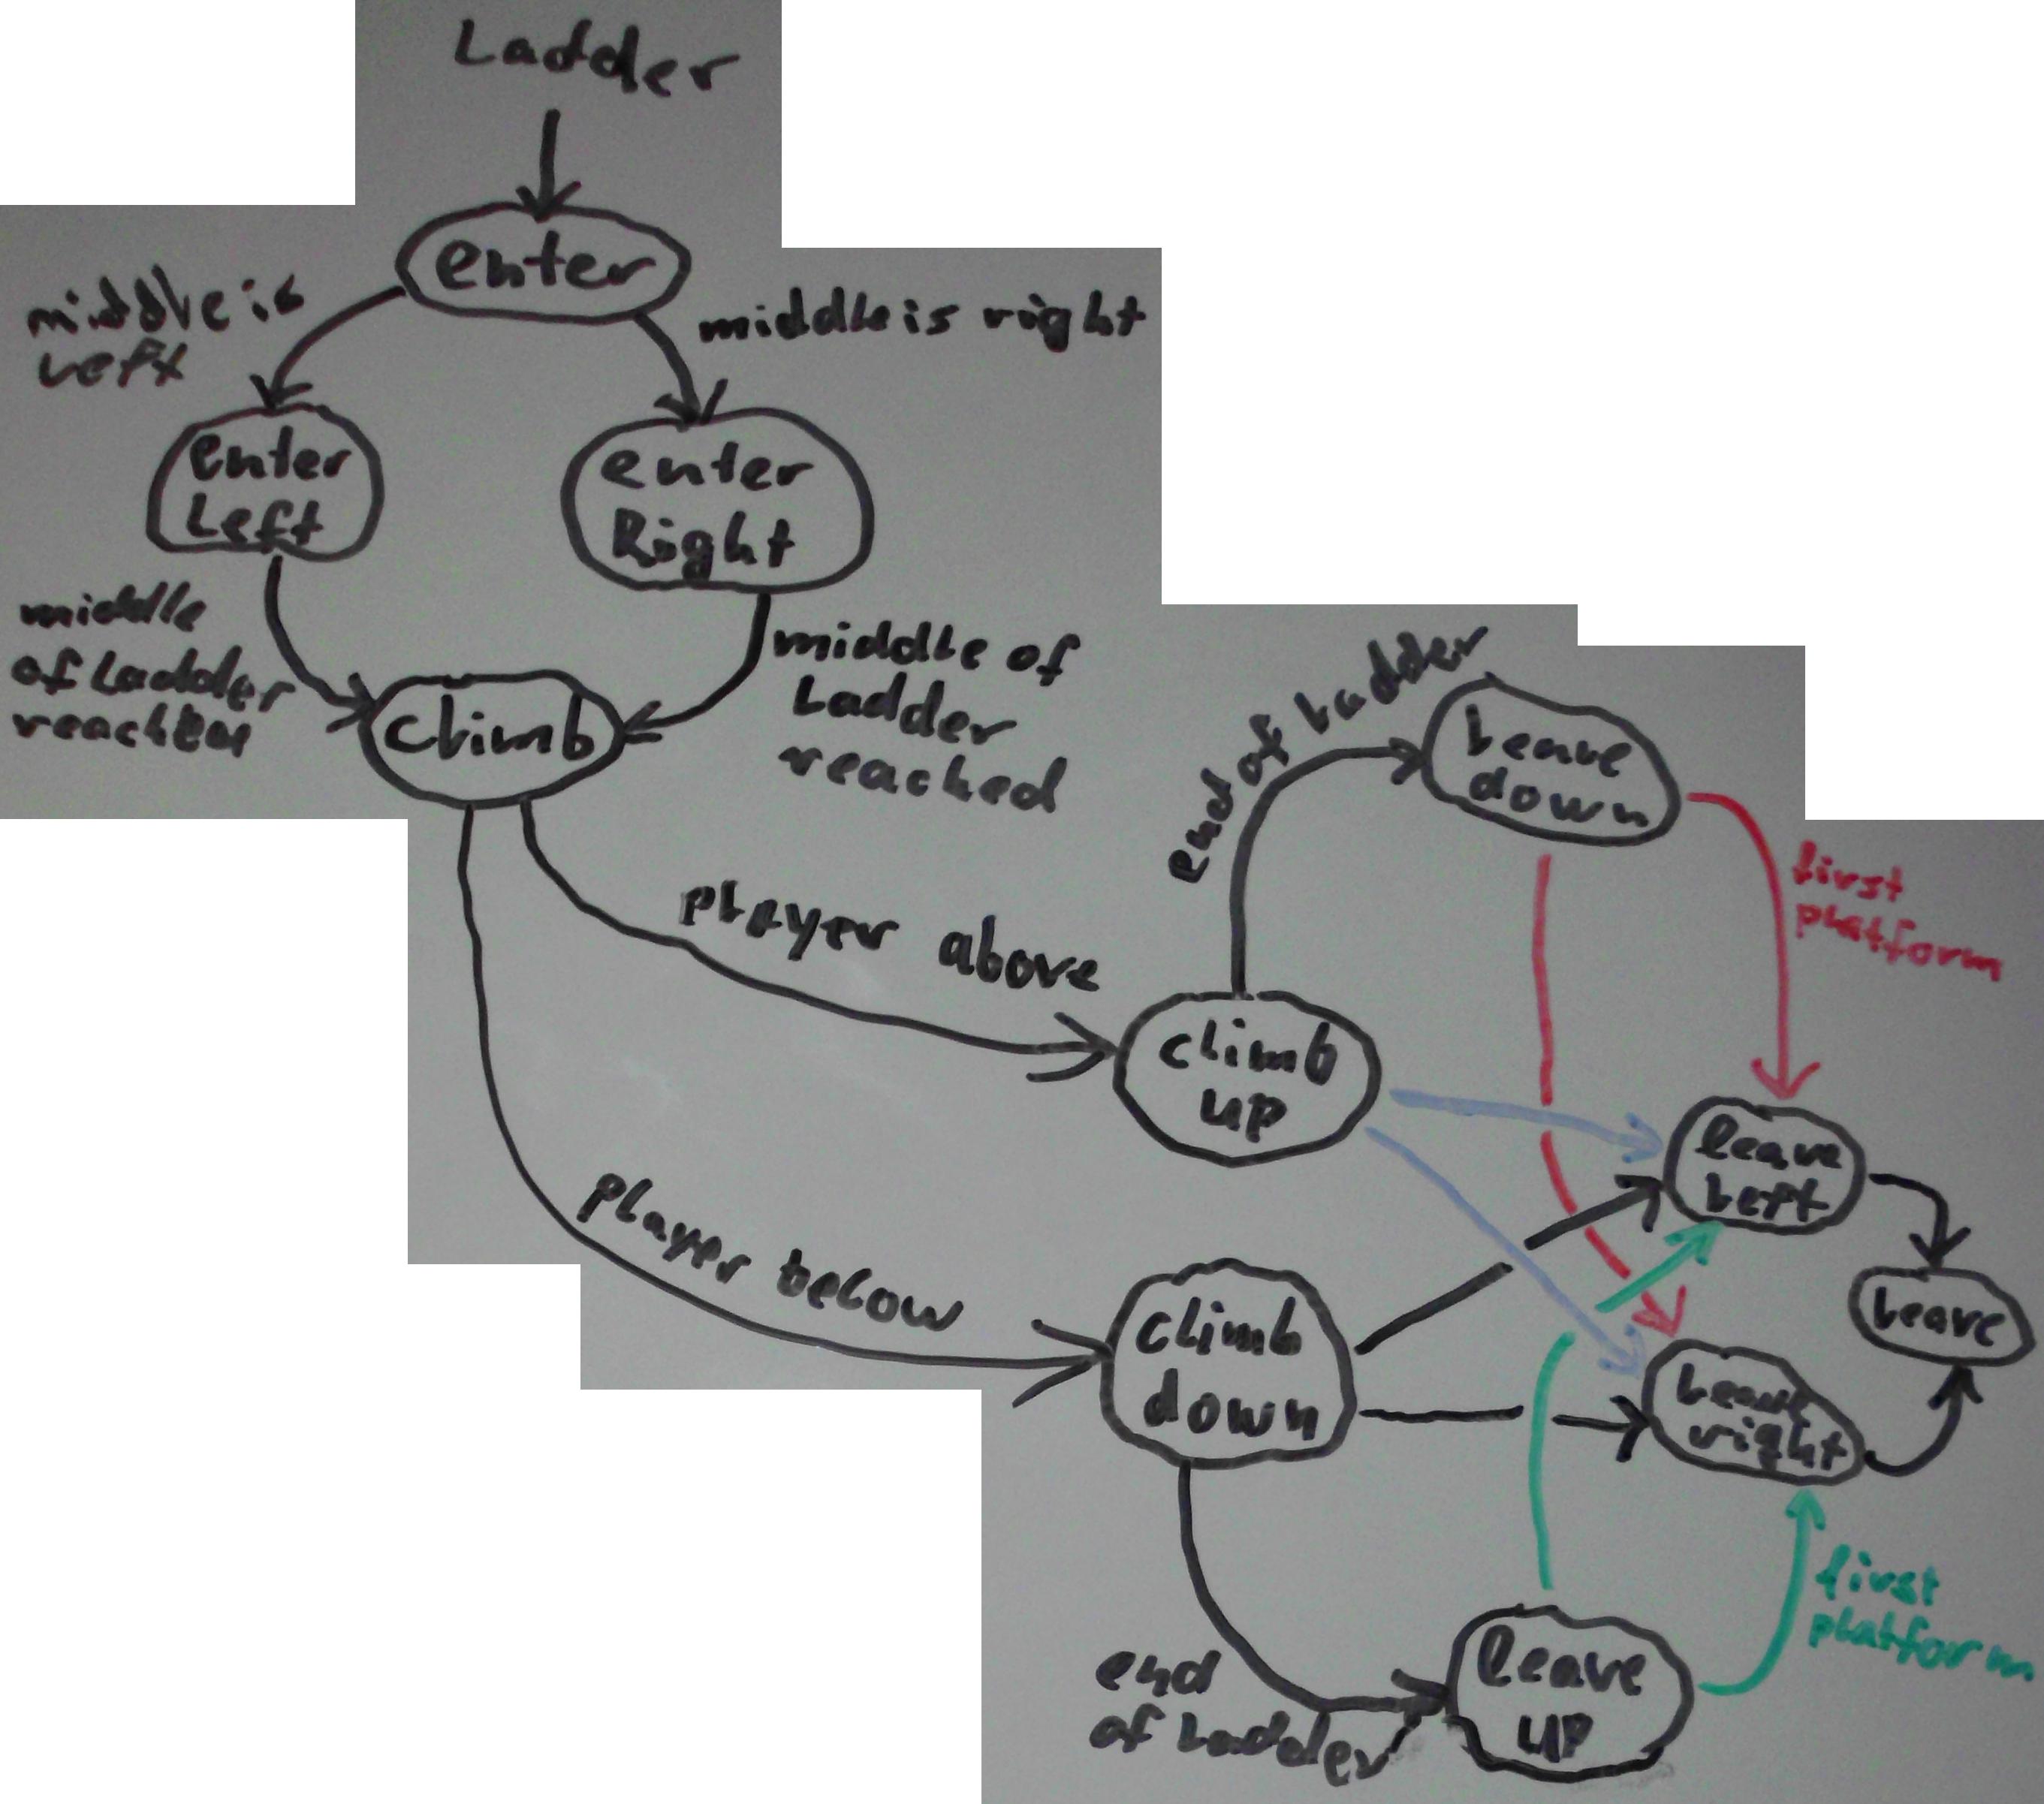 Ladder
enter
middle is
Left
middle is right
enter
Left
enter
Right
middle
of Ladder
reached
climb
middle of
Ladder
reached
end of Ladder
Leave
down
first
platform
player above
climb
up
leave
Left
player below
climb
down
Leave
Leave
right
first
platform
end
of Ladder
leave
up